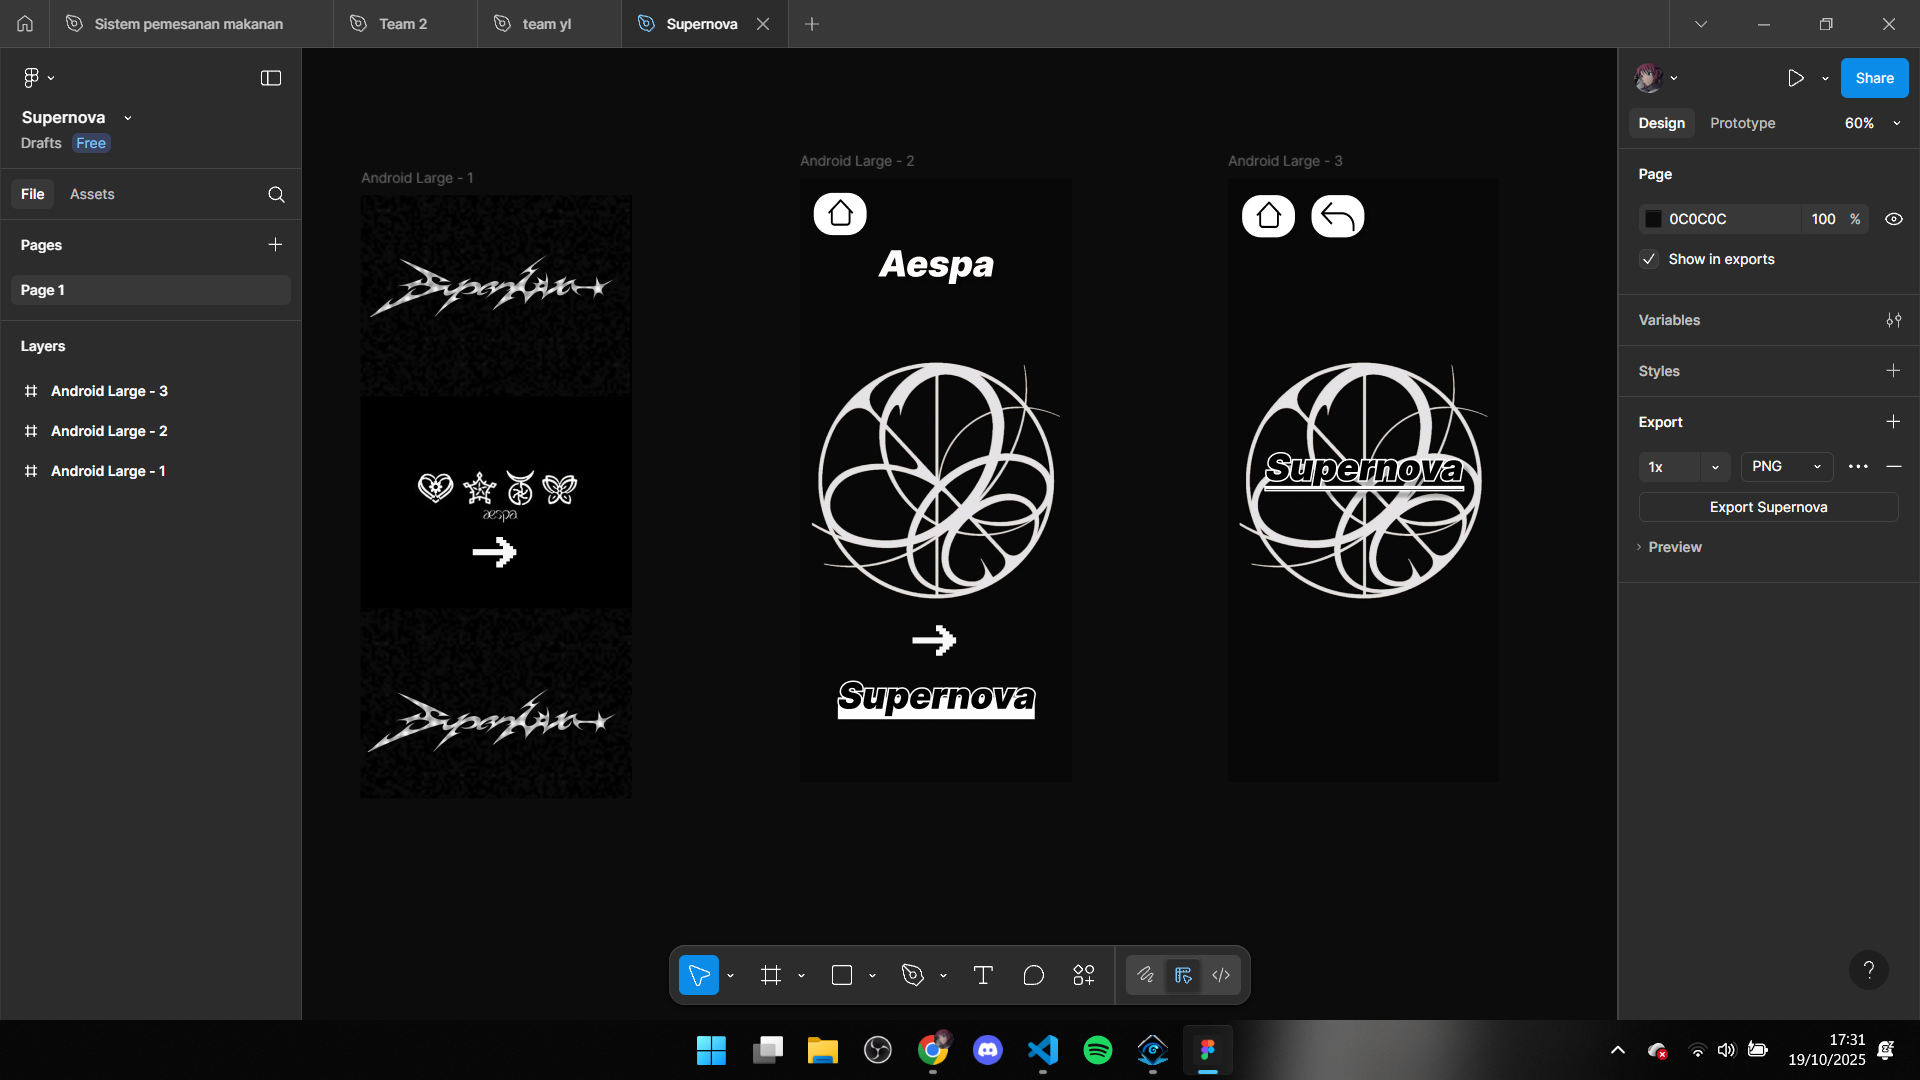 Sistem pemesanan makanan
Team 2
team yl
Supernova
Supernova
Drafts
Free
File
Assets
Pages
Page 1
Layers
Android Large - 3
Android Large - 2
Android Large - 1
Android Large - 1
aespa
Android Large - 2
Aespa
Supernova
Android Large - 3
Supernova
Share
Design
Prototype
60%
Page
0C0C0C
100
%
Show in exports
Variables
Styles
Export
1x
PNG
Export Supernova
Preview
?
17:31
19/10/2025